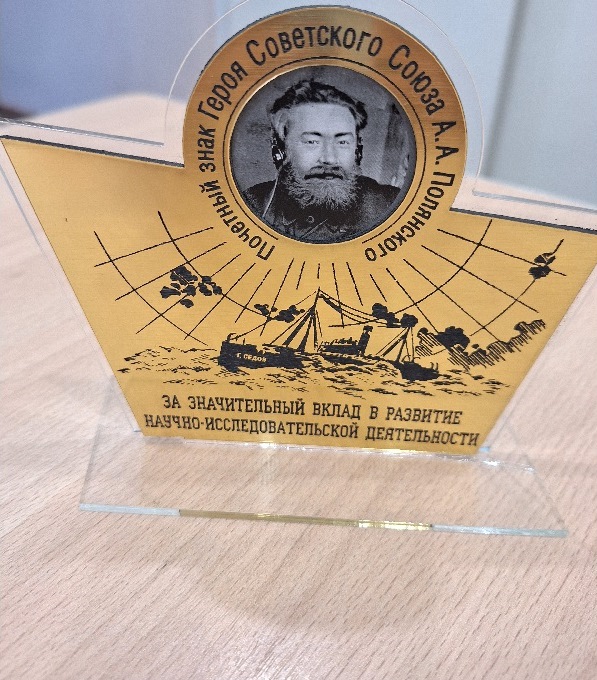 Почетный знак Героя Советского Союза А.А.Полянского
Г. СЕДОВ
ЗА ЗНАЧИТЕЛЬНЫЙ ВКЛАД В РАЗВИТИЕ
НАУЧНО-ИССЛЕДОВАТЕЛЬСКОЙ ДЕЯТЕЛЬНОСТИ